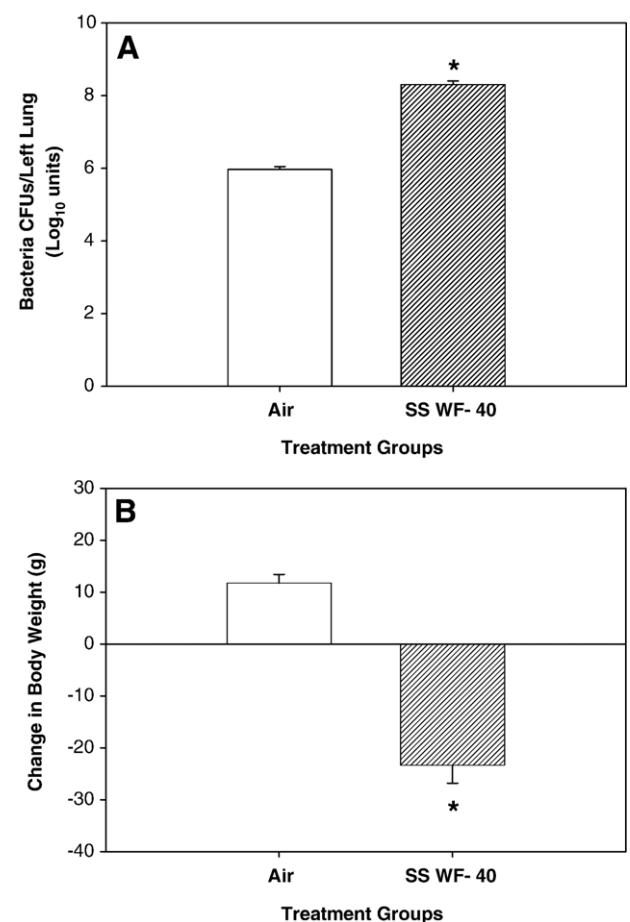 A
Bacteria CFUs/Left Lung
(Log10 units)
10
8
6
4
2
0
*
Air
SS WF- 40
Treatment Groups
B
Change in Body Weight (g)
30
20
10
0
-10
-20
-30
-40
*
Air
SS WF- 40
Treatment Groups